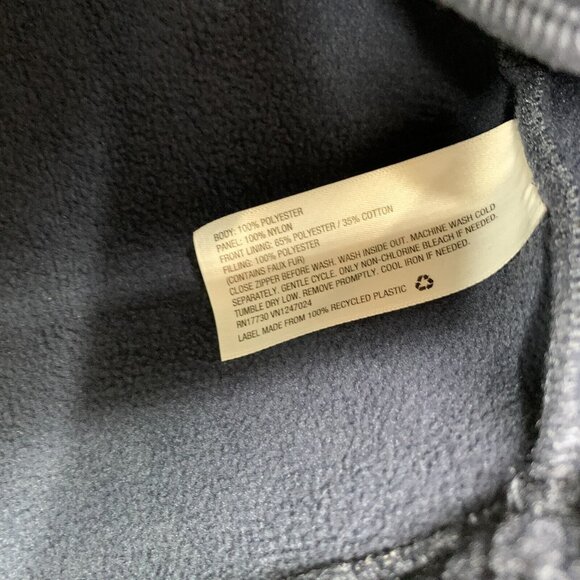 BODY: 100% POLYESTER
PANEL: 100% NYLON
FRONT LINING: 65% POLYESTER / 35% COTTON
FILLING: 100% POLYESTER
(CONTAINS FAUX FUR)
CLOSE ZIPPER BEFORE WASH. WASH INSIDE OUT. MACHINE WASH COLD
SEPARATELY. GENTLE CYCLE. ONLY NON-CHLORINE BLEACH IF NEEDED.
TUMBLE DRY LOW. REMOVE PROMPTLY. COOL IRON IF NEEDED.
RN17730 VN1247024
LABEL MADE FROM 100% RECYCLED PLASTIC